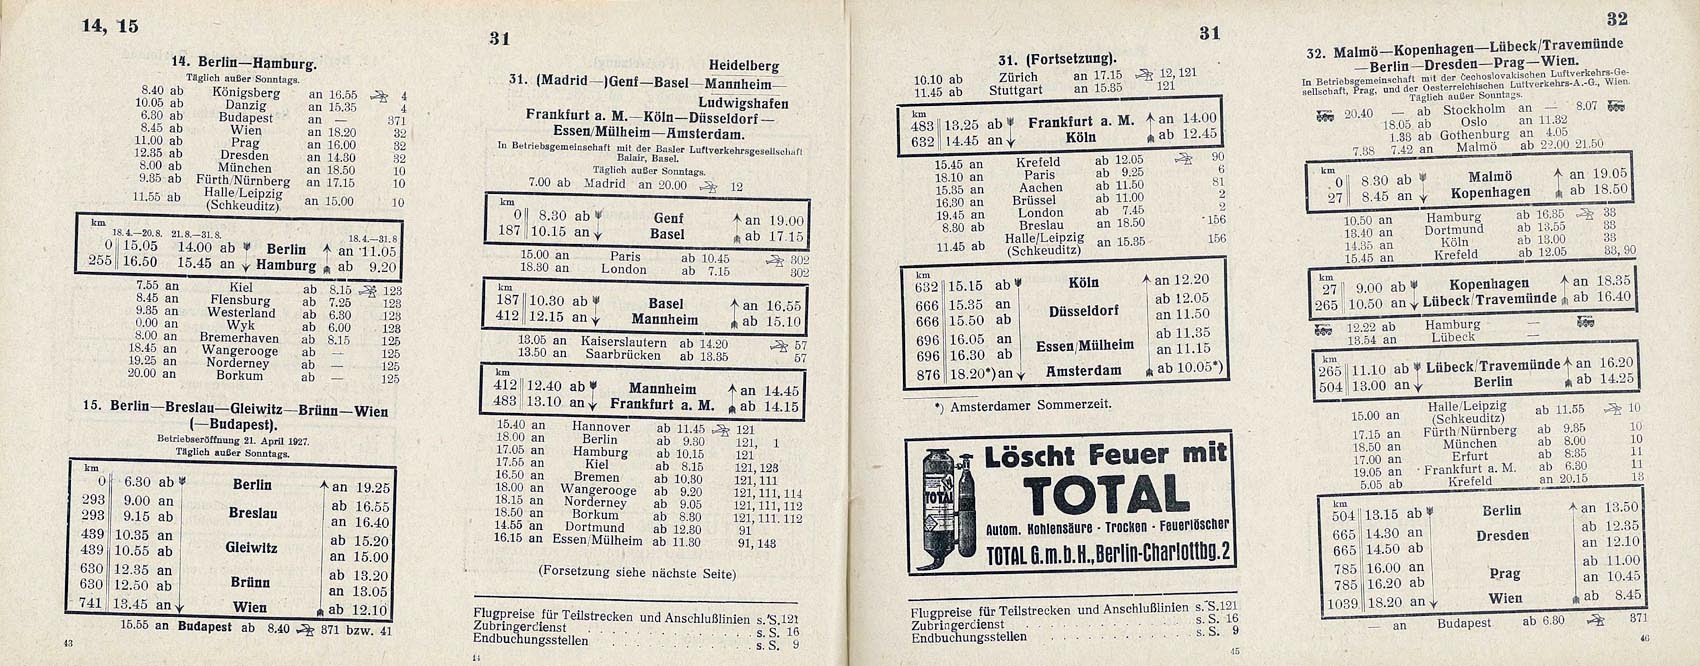 14, 15
14. Berlin—Hamburg.
Täglich außer Sonntags.
8.40 ab Königsberg an 16.55 4
10.05 ab Danzig an 15.35 4
6.30 ab Budapest an — 371
8.45 ab Wien an 18.20 32
11.00 ab Prag an 16.00 32
12.35 ab Dresden an 14.30 32
8.00 ab München an 18.50 10
9.35 ab Fürth/Nürnberg an 17.15 10
11.55 ab Halle/Leipzig (Schkeuditz) an 15.00 10
km
18.4.—20.8. 21.8.—31.8. 18.4.—31.8
0 15.05 14.00 ab Berlin an 11.05
255 16.50 15.45 an Hamburg ab 9.20
7.55 an Kiel ab 8.15 123
8.45 an Flensburg ab 7.25 123
9.35 an Westerland ab 6.30 123
0.00 an Wyk ab 6.00 123
8.00 an Bremerhaven ab 8.15 125
18.45 an Wangerooge ab — 125
19.25 an Norderney ab — 125
20.00 an Borkum ab — 125
15. Berlin—Breslau—Gleiwitz—Brünn—Wien
(—Budapest).
Betriebseröffnung 21. April 1927.
Täglich außer Sonntags.
km
0 6.30 ab Berlin an 19.25
293 9.00 an Breslau ab 16.55
293 9.15 ab an 16.40
439 10.35 an Gleiwitz ab 15.20
439 10.55 ab an 15.00
630 12.35 an Brünn ab 13.20
630 12.50 ab an 13.05
741 13.45 an Wien ab 12.10
15.55 an Budapest ab 8.40 371 bzw. 41
43
31
Heidelberg
31. (Madrid—)Genf—Basel—Mannheim—
Ludwigshafen
Frankfurt a. M.—Köln—Düsseldorf—
Essen/Mülheim—Amsterdam.
In Betriebsgemeinschaft mit der Basler Luftverkehrsgesellschaft
Balair, Basel.
Täglich außer Sonntags.
7.00 ab Madrid an 20.00 12
km
0 8.30 ab Genf an 19.00
187 10.15 an Basel ab 17.15
15.00 an Paris ab 10.45 302
18.30 an London ab 7.15 302
km
187 10.30 ab Basel an 16.55
412 12.15 an Mannheim ab 15.10
13.05 an Kaiserslautern ab 14.20 57
13.50 an Saarbrücken ab 13.35 57
km
412 12.40 ab Mannheim an 14.45
483 13.10 an Frankfurt a. M. ab 14.15
15.40 an Hannover ab 11.45 121
18.00 an Berlin ab 9.30 121, 1
17.05 an Hamburg ab 10.15 121
17.55 an Kiel ab 8.15 121, 123
16.50 an Bremen ab 10.30 121, 111
18.00 an Wangerooge ab 9.20 121, 111, 114
18.15 an Norderney ab 9.05 121, 111, 112
18.50 an Borkum ab 8.30 121, 111. 112
14.55 an Dortmund ab 12.30 91
16.15 an Essen/Mülheim ab 11.30 91, 148
(Forsetzung siehe nächste Seite)
Flugpreise für Teilstrecken und Anschlußlinien s. S. 121
Zubringerdienst . . . . . . . . . . s. S. 16
Endbuchungsstellen . . . . . . . . . . s. S. 9
44
31
31. (Fortsetzung).
10.10 ab Zürich an 17.15 12, 121
11.45 ab Stuttgart an 15.35 121
km
483 13.25 ab Frankfurt a. M. an 14.00
632 14.45 an Köln ab 12.45
15.45 an Krefeld ab 12.05 90
18.10 an Paris ab 9.25 6
15.35 an Aachen ab 11.50 81
16.30 an Brüssel ab 11.00 2
19.45 an London ab 7.45 2
8.30 ab Breslau an 18.50 156
11.45 ab Halle/Leipzig (Schkeuditz) an 15.35 156
km
632 15.15 ab Köln an 12.20
666 15.35 an Düsseldorf ab 12.05
666 15.50 ab an 11.50
696 16.05 an Essen/Mülheim ab 11.35
696 16.30 ab an 11.15
876 18.20*) an Amsterdam ab 10.05*)
*) Amsterdamer Sommerzeit.
Löscht Feuer mit
TOTAL
TOTAL
Autom. Kohlensäure - Trocken - Feuerlöscher
TOTAL G.m.b.H., Berlin-Charlottbg. 2
Flugpreise für Teilstrecken und Anschlußlinien s. S. 121
Zubringerdienst . . . . . . . . . . s. S. 16
Endbuchungsstellen . . . . . . . . . . s. S. 9
45
32
32. Malmö—Kopenhagen—Lübeck/Travemünde
—Berlin—Dresden—Prag—Wien.
In Betriebsgemeinschaft mit der Čechoslovakischen Luftverkehrs-Ge-
sellschaft, Prag, und der Oesterreichischen Luftverkehrs-A.-G., Wien.
Täglich außer Sonntags.
20.40 — ab Stockholm an — 8.07
18.05 ab Oslo an 11.32
1.38 ab Gothenburg an 4.05
7.38 7.42 an Malmö ab 22.00 21.50
km
0 8.30 ab Malmö an 19.05
27 8.45 an Kopenhagen ab 18.50
10.50 an Hamburg ab 16.35 33
13.40 an Dortmund ab 13.55 33
14.35 an Köln ab 13.00 33
15.45 an Krefeld ab 12.05 33, 90
km
27 9.00 ab Kopenhagen an 18.35
265 10.50 an Lübeck/Travemünde ab 16.40
12.22 ab Hamburg —
13.54 an Lübeck —
km
265 11.10 ab Lübeck/Travemünde an 16.20
504 13.00 an Berlin ab 14.25
15.00 an Halle/Leipzig (Schkeuditz) ab 11.55 10
17.15 an Fürth/Nürnberg ab 9.35 10
18.50 an München ab 8.00 10
17.00 an Erfurt ab 8.35 11
19.05 an Frankfurt a. M. ab 6.30 11
5.05 ab Krefeld an 20.15 13
km
504 13.15 ab Berlin an 13.50
665 14.30 an Dresden ab 12.35
665 14.50 ab an 12.10
785 16.00 an Prag ab 11.00
785 16.20 ab an 10.45
1039 18.20 an Wien ab 8.45
— an Budapest ab 6.30 371
46